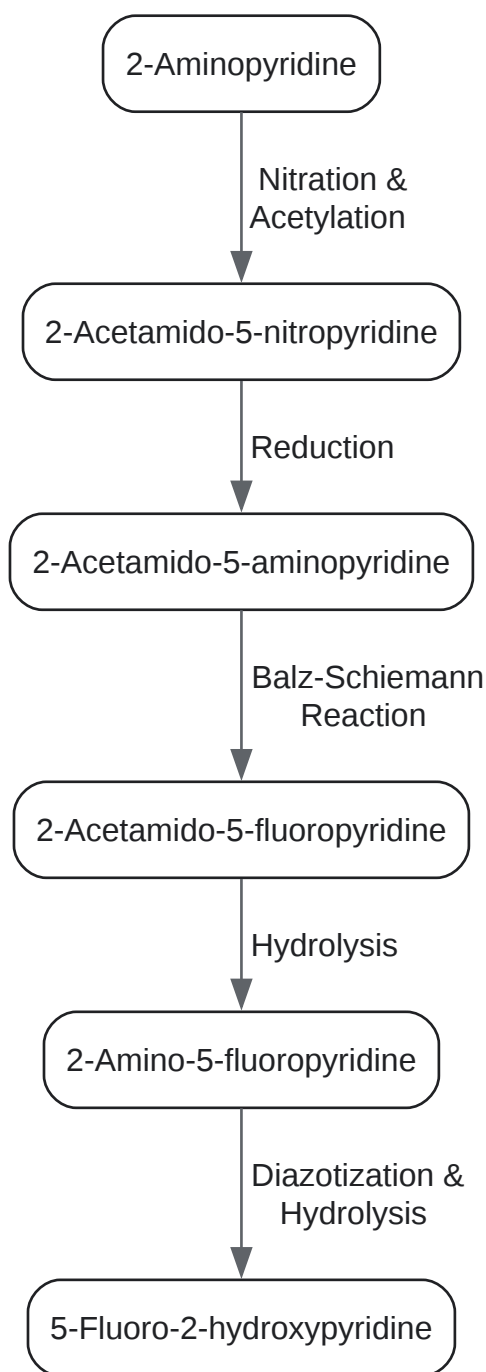 2-Aminopyridine
Nitration &
Acetylation
2-Acetamido-5-nitropyridine
Reduction
2-Acetamido-5-aminopyridine
Balz-Schiemann
Reaction
2-Acetamido-5-fluoropyridine
Hydrolysis
2-Amino-5-fluoropyridine
Diazotization &
Hydrolysis
5-Fluoro-2-hydroxypyridine